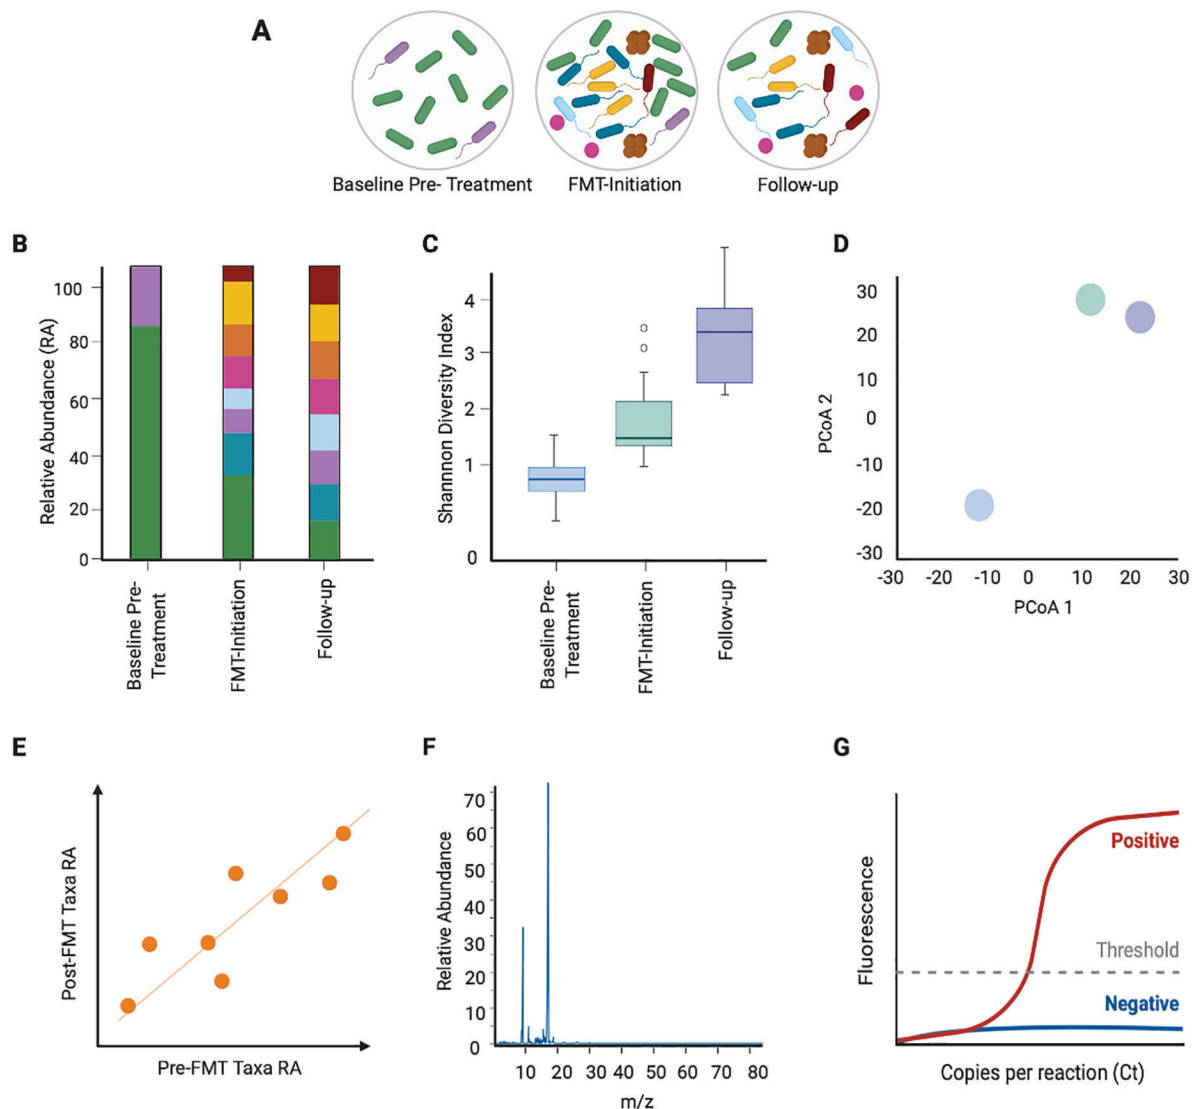 A
Baseline Pre- Treatment
FMT-Initiation
Follow-up
B
Relative Abundance (RA)
100
80
60
40
20
0
Baseline Pre-
Treatment
FMT-Initiation
Follow-up
C
Shannnon Diversity Index
4
3
2
1
0
Baseline Pre-
Treatment
FMT-Initiation
Follow-up
D
PCoA 2
30
20
10
0
-10
-20
-30
-30 -20 -10 0 10 20 30
PCoA 1
E
Post-FMT Taxa RA
Pre-FMT Taxa RA
F
Relative Abundance
70
60
50
40
30
20
10
0
10 20 30 40 50 60 70 80
m/z
G
Fluorescence
Positive
Threshold
Negative
Copies per reaction (Ct)